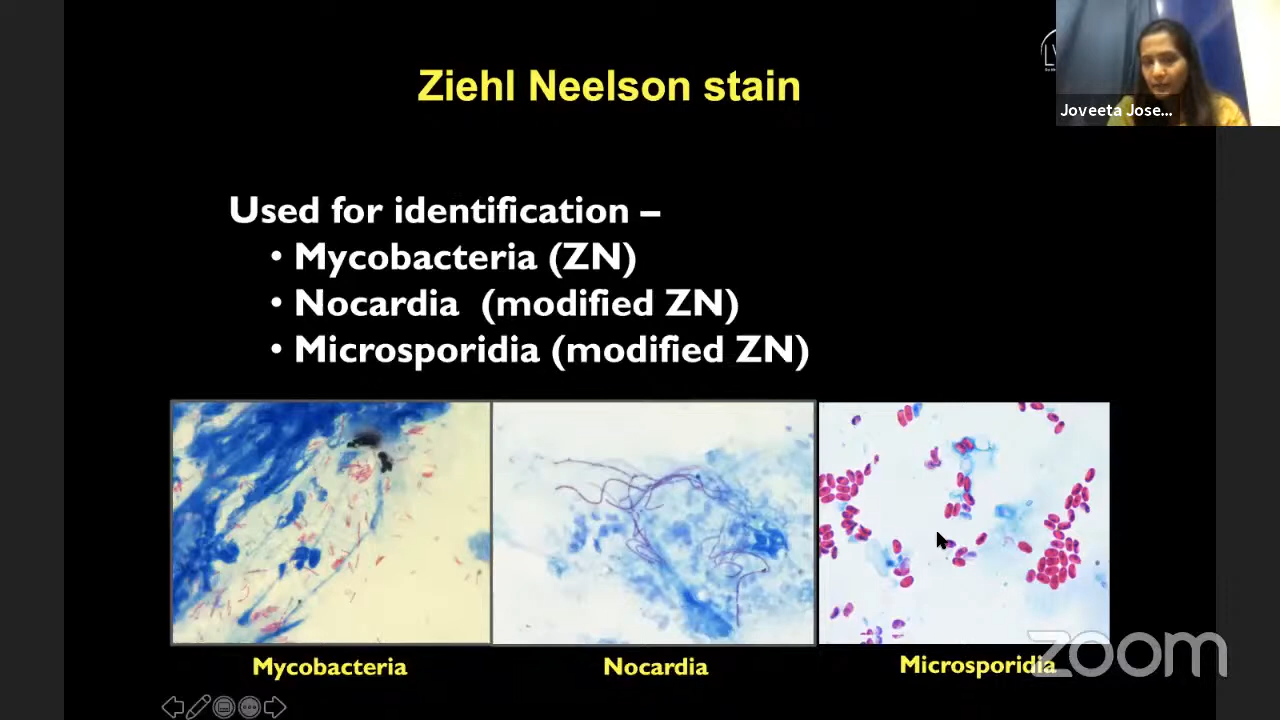 Ziehl Neelson stain
Joveeta Jose...
Used for identification –
• Mycobacteria (ZN)
• Nocardia (modified ZN)
• Microsporidia (modified ZN)
Mycobacteria
Nocardia
Microsporidia
zoom